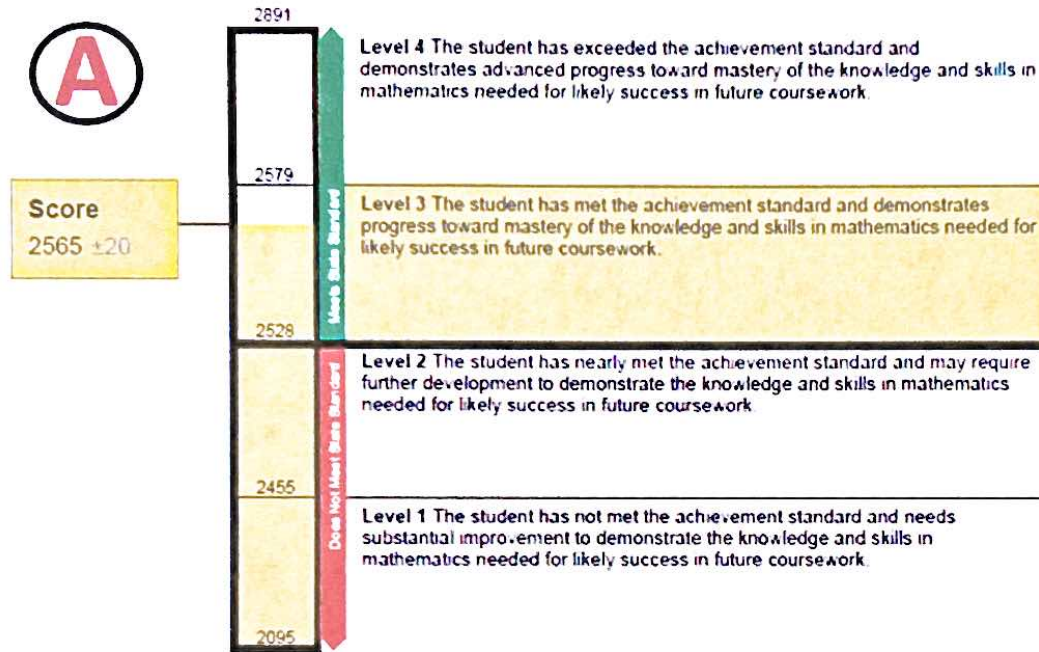 2891
A
Level 4 The student has exceeded the achievement standard and
demonstrates advanced progress toward mastery of the knowledge and skills in
mathematics needed for likely success in future coursework.
2579
Score
2565 ±20
Level 3 The student has met the achievement standard and demonstrates
progress toward mastery of the knowledge and skills in mathematics needed for
likely success in future coursework.
Meets State Standard
2528
Level 2 The student has nearly met the achievement standard and may require
further development to demonstrate the knowledge and skills in mathematics
needed for likely success in future coursework
Does Not Meet State Standard
2455
Level 1 The student has not met the achievement standard and needs
substantial improvement to demonstrate the knowledge and skills in
mathematics needed for likely success in future coursework.
2095